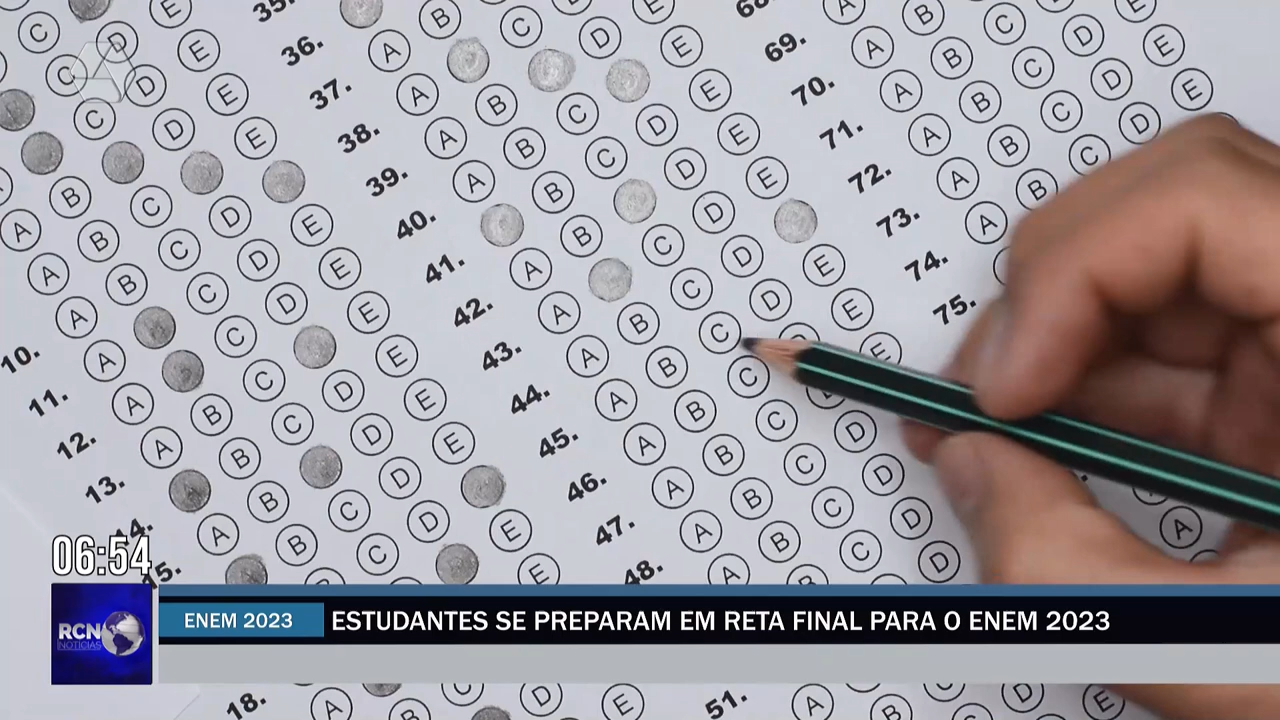 C
C D E
C D E
A B D E
A B C E
10. A B C D
11. A C D E
12. A C D E
13. A B C E
14. B C D E
15. A B D E
B C D E
C D
E
E
18.
A B C D E
35.
36.
37. A B
38. A C
39. A B D E
40. A B C E
41. B C D E
42. A B D E
43. A C D E
44. A B C D
45. A B C D E
46. A B C E
47. A B C E
48. A B C D
A B C D
C D
D
51.
A B C D E
68.
69. A
70. A B
71. A B C
72. A B C D E
73. A B C D E
74. A B C D E
75.
A
06:54
RCN
NOTÍCIAS
ENEM 2023
ESTUDANTES SE PREPARAM EM RETA FINAL PARA O ENEM 2023